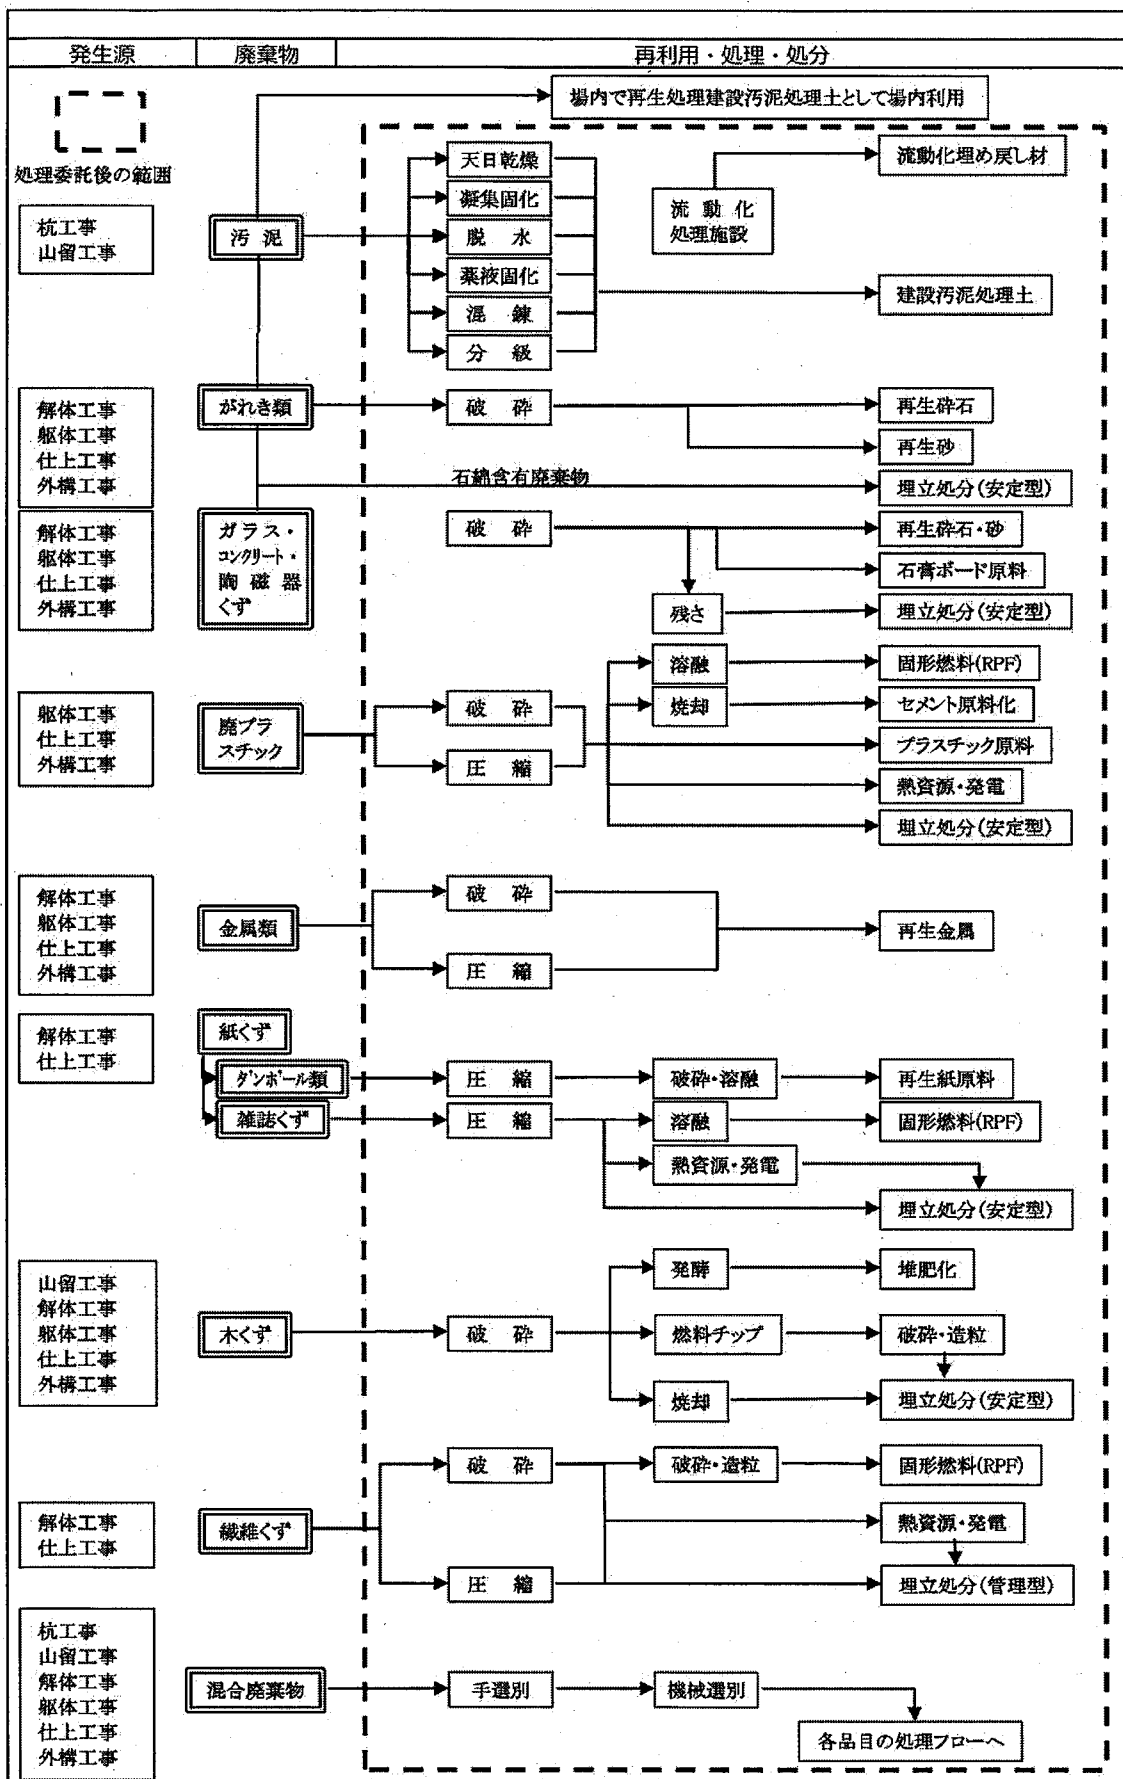 発生源
廃棄物
再利用・処理・処分
処理委託後の範囲
場内で再生処理建設汚泥処理土として場内利用
杭工事
山留工事
汚泥
天日乾燥
凝集固化
脱水
薬液固化
混錬
分級
流動化
処理施設
流動化埋め戻し材
建設汚泥処理土
解体工事
躯体工事
仕上工事
外構工事
がれき類
破砕
再生砕石
再生砂
石綿含有廃棄物
埋立処分(安定型)
解体工事
躯体工事
仕上工事
外構工事
ガラス・
コンクリート・
陶磁器
くず
破砕
再生砕石・砂
石膏ボード原料
残さ
埋立処分(安定型)
躯体工事
仕上工事
外構工事
廃プラ
スチック
破砕
圧縮
溶融
焼却
固形燃料(RPF)
セメント原料化
プラスチック原料
熱資源・発電
埋立処分(安定型)
解体工事
躯体工事
仕上工事
外構工事
金属類
破砕
圧縮
再生金属
解体工事
仕上工事
紙くず
ダンボール類
雑誌くず
圧縮
破砕・溶融
再生紙原料
圧縮
溶融
固形燃料(RPF)
熱資源・発電
埋立処分(安定型)
山留工事
解体工事
躯体工事
仕上工事
外構工事
木くず
破砕
発酵
堆肥化
燃料チップ
破砕・造粒
焼却
埋立処分(安定型)
解体工事
仕上工事
繊維くず
破砕
破砕・造粒
固形燃料(RPF)
熱資源・発電
圧縮
埋立処分(管理型)
杭工事
山留工事
解体工事
躯体工事
仕上工事
外構工事
混合廃棄物
手選別
機械選別
各品目の処理フローへ